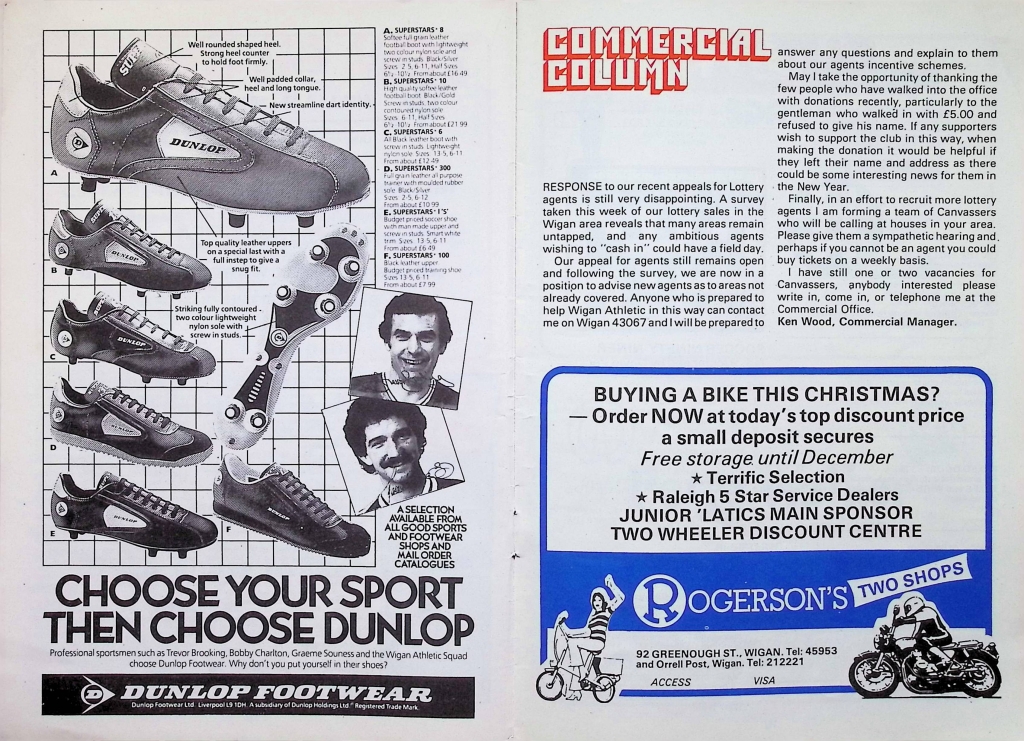 Well rounded shaped heel.
Strong heel counter
to hold foot firmly.
Well padded collar,
heel and long tongue.
New streamline dart identity.
DUNLOP
A
B
Top quality leather uppers
on a special last with a
full instep to give a
snug fit.
Striking fully contoured
two colour lightweight
nylon sole with
screw in studs.
DUNLOP
C
D
E
F
A. SUPERSTARS * 8
Softee full grain leather
football boot with lightweight
two colour nylon sole and
screw in studs. Black/Silver
Sizes 2-5, 6-11, Half Sizes
6½-10½ From about £16.49
B. SUPERSTARS * 10
High quality softee leather
football boot. Black/Gold
Screw in studs, two colour
contoured nylon sole
Sizes 6-11, Half Sizes
6½-10½ From about £21.99
C. SUPERSTARS * 6
All Black leather boot with
screw in studs. Lightweight
nylon sole. Sizes 13-5, 6-11
From about £12.49
D. SUPERSTARS * 300
Full grain leather all purpose
trainer with moulded rubber
sole. Black/Silver
Sizes 2-5, 6-12
From about £10.99
E. SUPERSTARS * I 'S'
Budget priced soccer shoe
with man made upper and
screw in studs. Smart white
trim. Sizes 13-5, 6-11
From about £6.49
F. SUPERSTARS * 100
Black leather upper
Budget priced training shoe
Sizes 13-5, 6-11
From about £7.99
A SELECTION
AVAILABLE FROM
ALL GOOD SPORTS
AND FOOTWEAR
SHOPS AND
MAIL ORDER
CATALOGUES
CHOOSE YOUR SPORT
THEN CHOOSE DUNLOP
Professional sportsmen such as Trevor Brooking, Bobby Charlton, Graeme Souness and the Wigan Athletic Squad
choose Dunlop Footwear. Why don't you put yourself in their shoes?
DUNLOP FOOTWEAR
Dunlop Footwear Ltd. Liverpool L9 1DH. A subsidiary of Dunlop Holdings Ltd. ® Registered Trade Mark
COMMERCIAL
COLUMN
RESPONSE to our recent appeals for Lottery
agents is still very disappointing. A survey
taken this week of our lottery sales in the
Wigan area reveals that many areas remain
untapped, and any ambitious agents
wishing to "cash in" could have a field day.
Our appeal for agents still remains open
and following the survey, we are now in a
position to advise new agents as to areas not
already covered. Anyone who is prepared to
help Wigan Athletic in this way can contact
me on Wigan 43067 and I will be prepared to
answer any questions and explain to them
about our agents incentive schemes.
May I take the opportunity of thanking the
few people who have walked into the office
with donations recently, particularly to the
gentleman who walked in with £5.00 and
refused to give his name. If any supporters
wish to support the club in this way, when
making the donation it would be helpful if
they left their name and address as there
could be some interesting news for them in
the New Year.
Finally, in an effort to recruit more lottery
agents I am forming a team of Canvassers
who will be calling at houses in your area.
Please give them a sympathetic hearing and
perhaps if you cannot be an agent you could
buy tickets on a weekly basis.
I have still one or two vacancies for
Canvassers, anybody interested please
write in, come in, or telephone me at the
Commercial Office.
Ken Wood, Commercial Manager.
BUYING A BIKE THIS CHRISTMAS?
— Order NOW at today's top discount price
a small deposit secures
Free storage until December
★ Terrific Selection
★ Raleigh 5 Star Service Dealers
JUNIOR 'LATICS MAIN SPONSOR
TWO WHEELER DISCOUNT CENTRE
ROGERSON'S TWO SHOPS
92 GREENOUGH ST., WIGAN. Tel: 45953
and Orrell Post, Wigan. Tel: 212221
ACCESS VISA